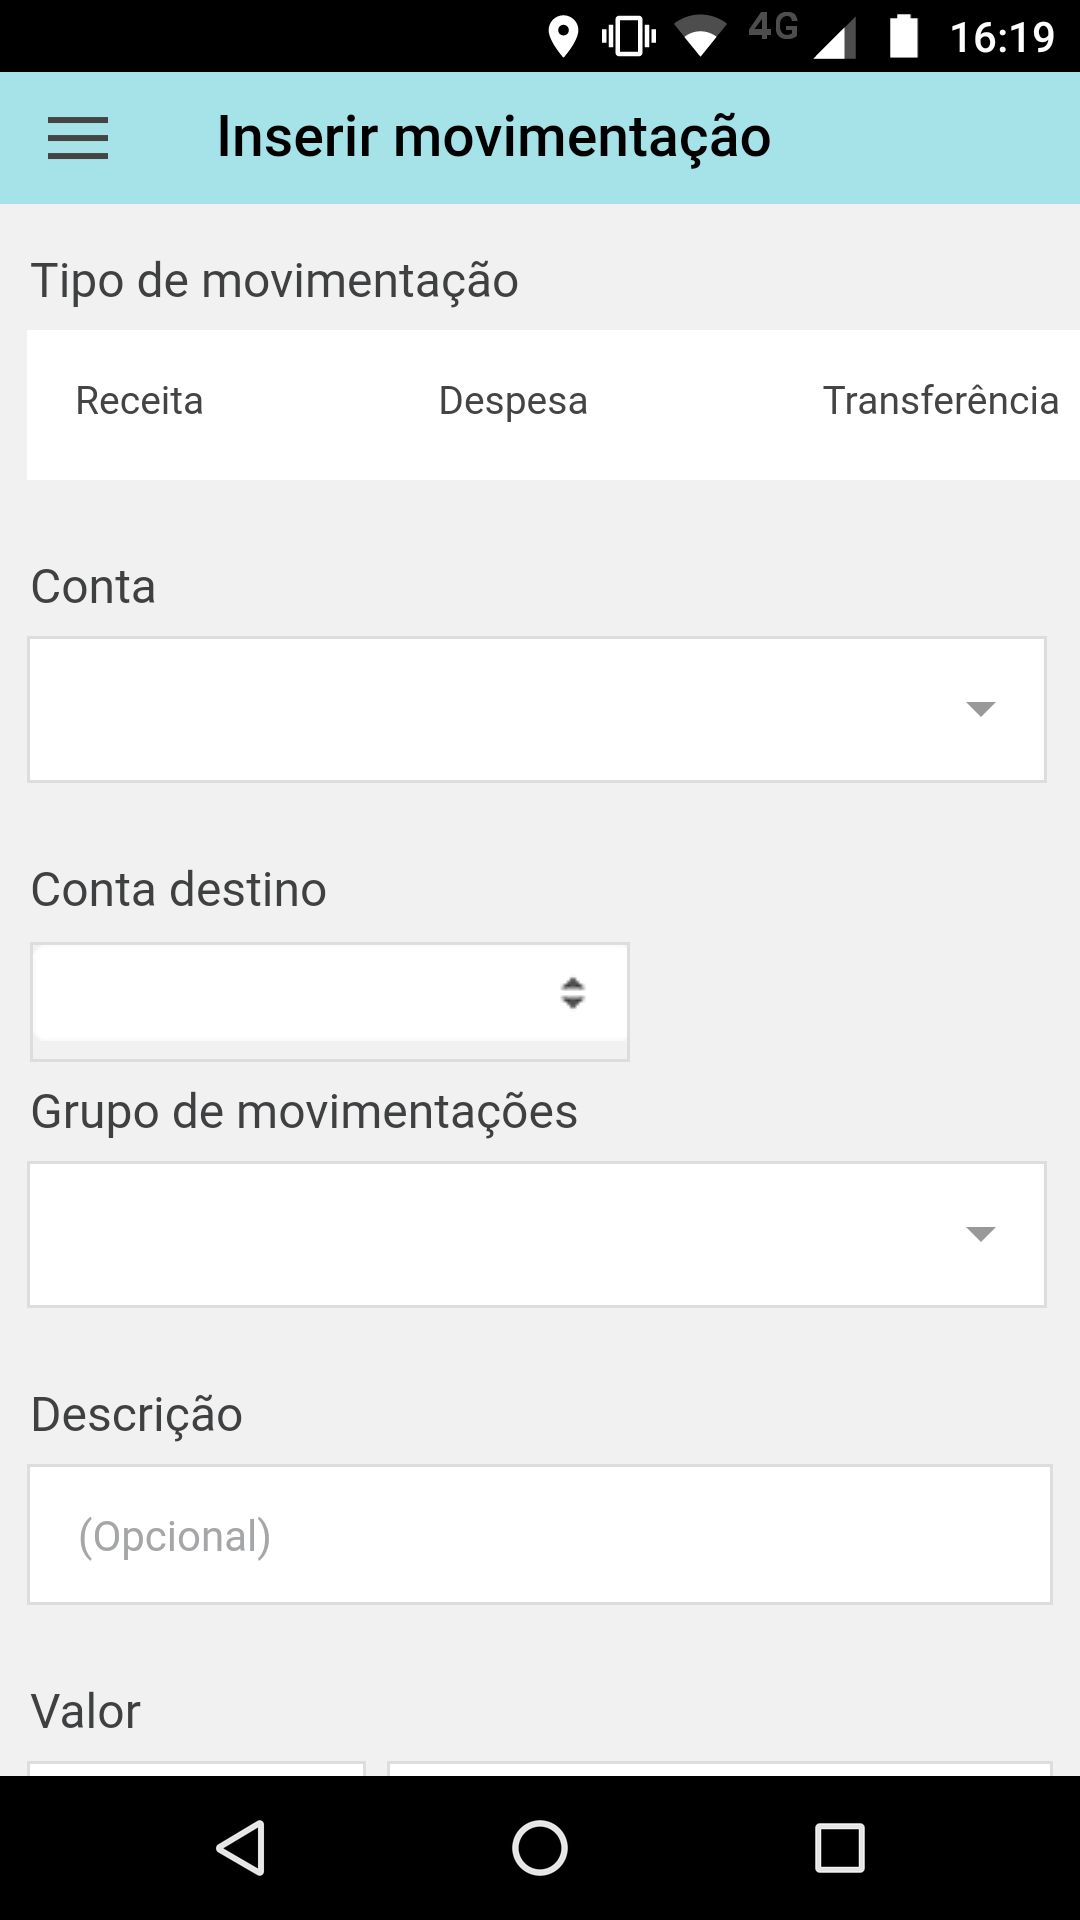 4G 16:19
Inserir movimentação
Tipo de movimentação
Receita Despesa Transferência
Conta
Conta destino
Grupo de movimentações
Descrição
(Opcional)
Valor